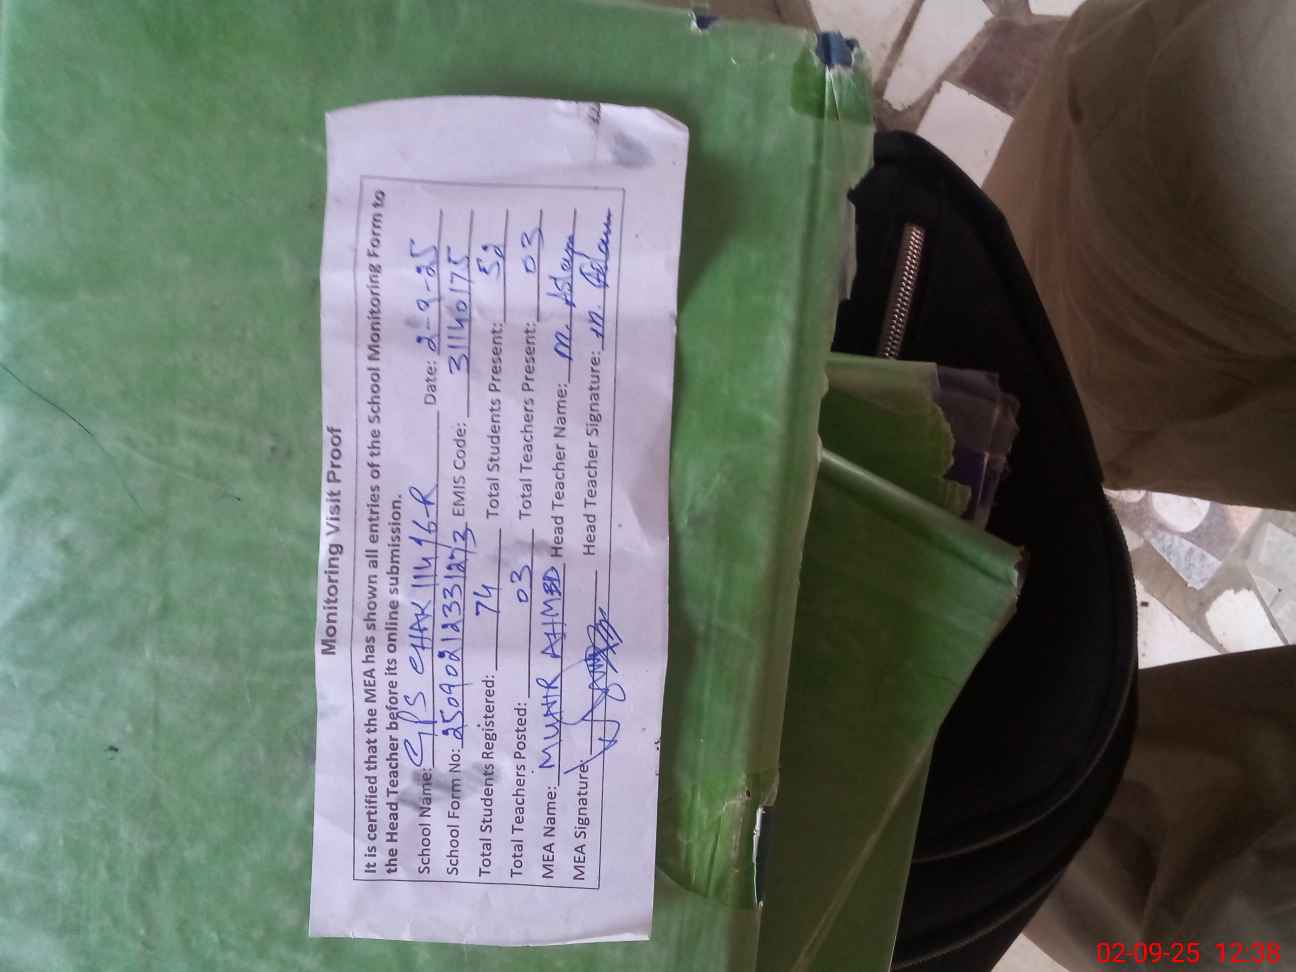 Monitoring Visit Proof
It is certified that the MEA has shown all entries of the School Monitoring Form to
the Head Teacher before its online submission.
School Name: GPS CHAK 114/6-R Date: 2-9-25
School Form No: 25090212331273 EMIS Code: 31140175
Total Students Registered: 74 Total Students Present: 52
Total Teachers Posted: 03 Total Teachers Present: 03
MEA Name: MUNIR AHMED Head Teacher Name: M. Aslam
MEA Signature: Head Teacher Signature: M. Aslam
02-09-25 12:38